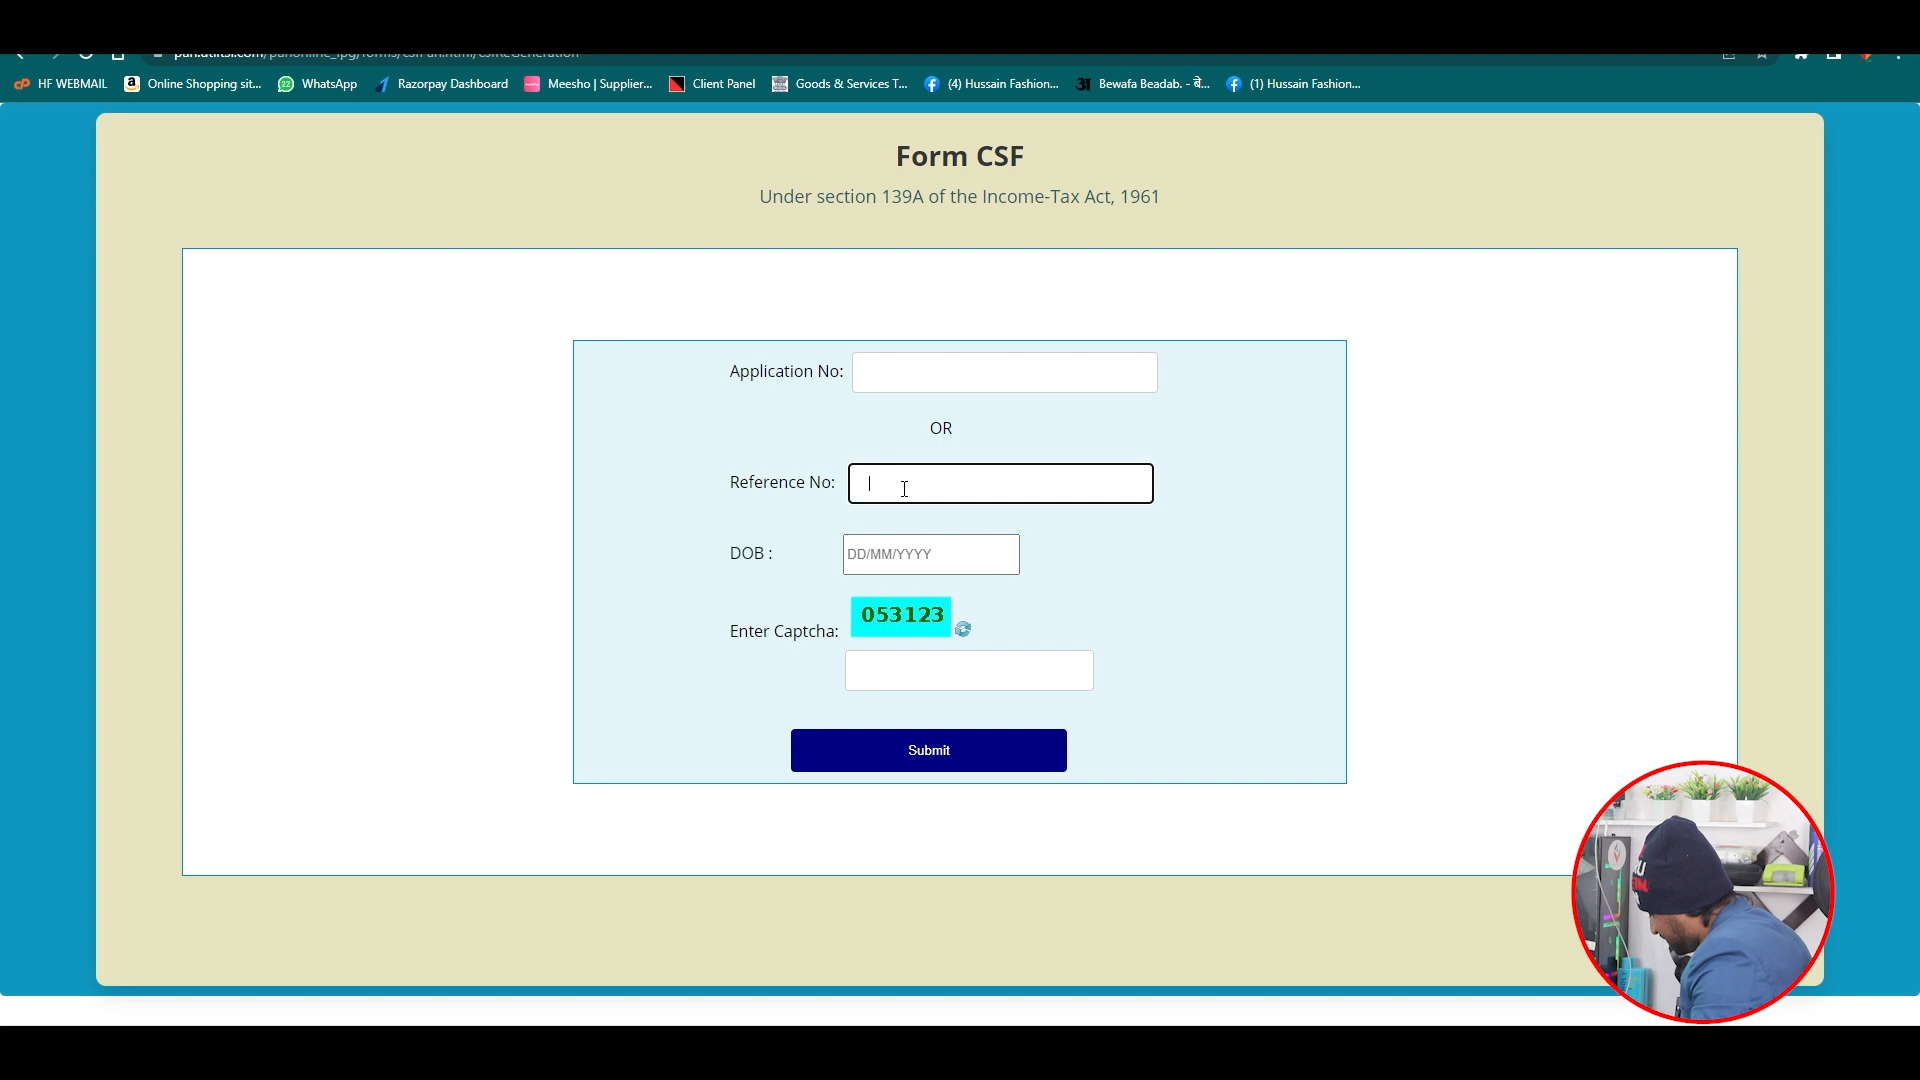 HF WEBMAIL Online Shopping sit... WhatsApp Razorpay Dashboard Meesho | Supplier... Client Panel Goods & Services T... (4) Hussain Fashion... Bewafa Beadab. - बे... (1) Hussain Fashion...
Form CSF
Under section 139A of the Income-Tax Act, 1961
Application No:
OR
Reference No:
DOB : DD/MM/YYYY
053123
Enter Captcha:
Submit